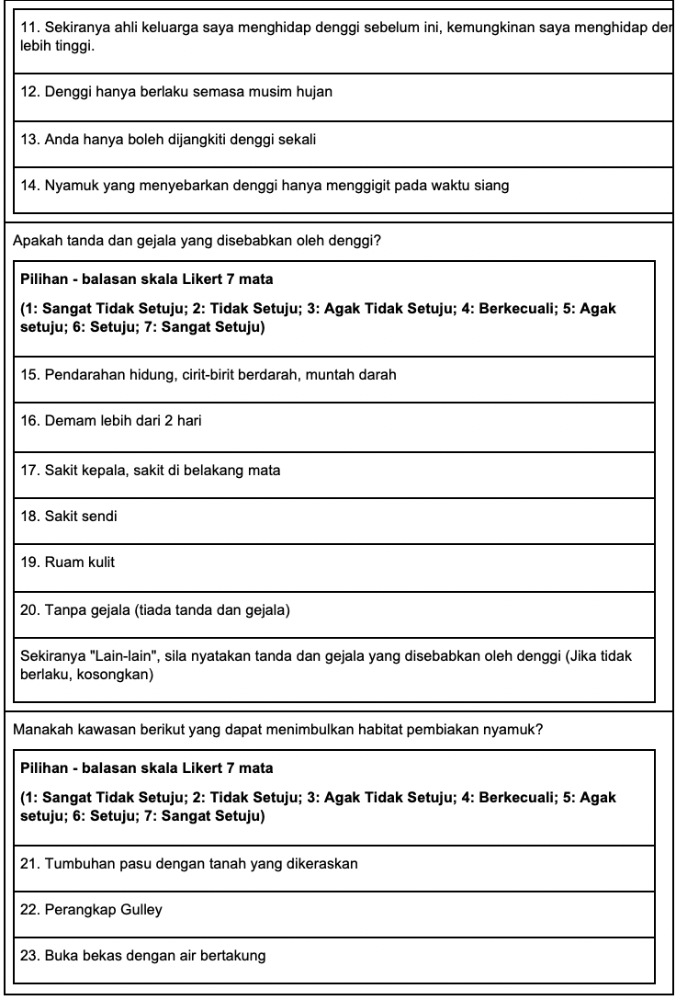 11. Sekiranya ahli keluarga saya menghidap denggi sebelum ini, kemungkinan saya menghidap
lebih tinggi.
12. Denggi hanya berlaku semasa musim hujan
13. Anda hanya boleh dijangkiti denggi sekali
14. Nyamuk yang menyebarkan denggi hanya menggigit pada waktu siang
Apakah tanda dan gejala yang disebabkan oleh denggi?
Pilihan - balasan skala Likert 7 mata
(1: Sangat Tidak Setuju; 2: Tidak Setuju; 3: Agak Tidak Setuju; 4: Berkecuali; 5: Agak
setuju; 6: Setuju; 7: Sangat Setuju)
15. Pendarahan hidung, cirit-birit berdarah, muntah darah
16. Demam lebih dari 2 hari
17. Sakit kepala, sakit di belakang mata
18. Sakit sendi
19. Ruam kulit
20. Tanpa gejala (tiada tanda dan gejala)
Sekiranya "Lain-lain", sila nyatakan tanda dan gejala yang disebabkan oleh denggi (Jika tidak
berlaku, kosongkan)
Manakah kawasan berikut yang dapat menimbulkan habitat pembiakan nyamuk?
Pilihan - balasan skala Likert 7 mata
(1: Sangat Tidak Setuju; 2: Tidak Setuju; 3: Agak Tidak Setuju; 4: Berkecuali; 5: Agak
setuju; 6: Setuju; 7: Sangat Setuju)
21. Tumbuhan pasu dengan tanah yang dikeraskan
22. Perangkap Gulley
23. Buka bekas dengan air bertakung